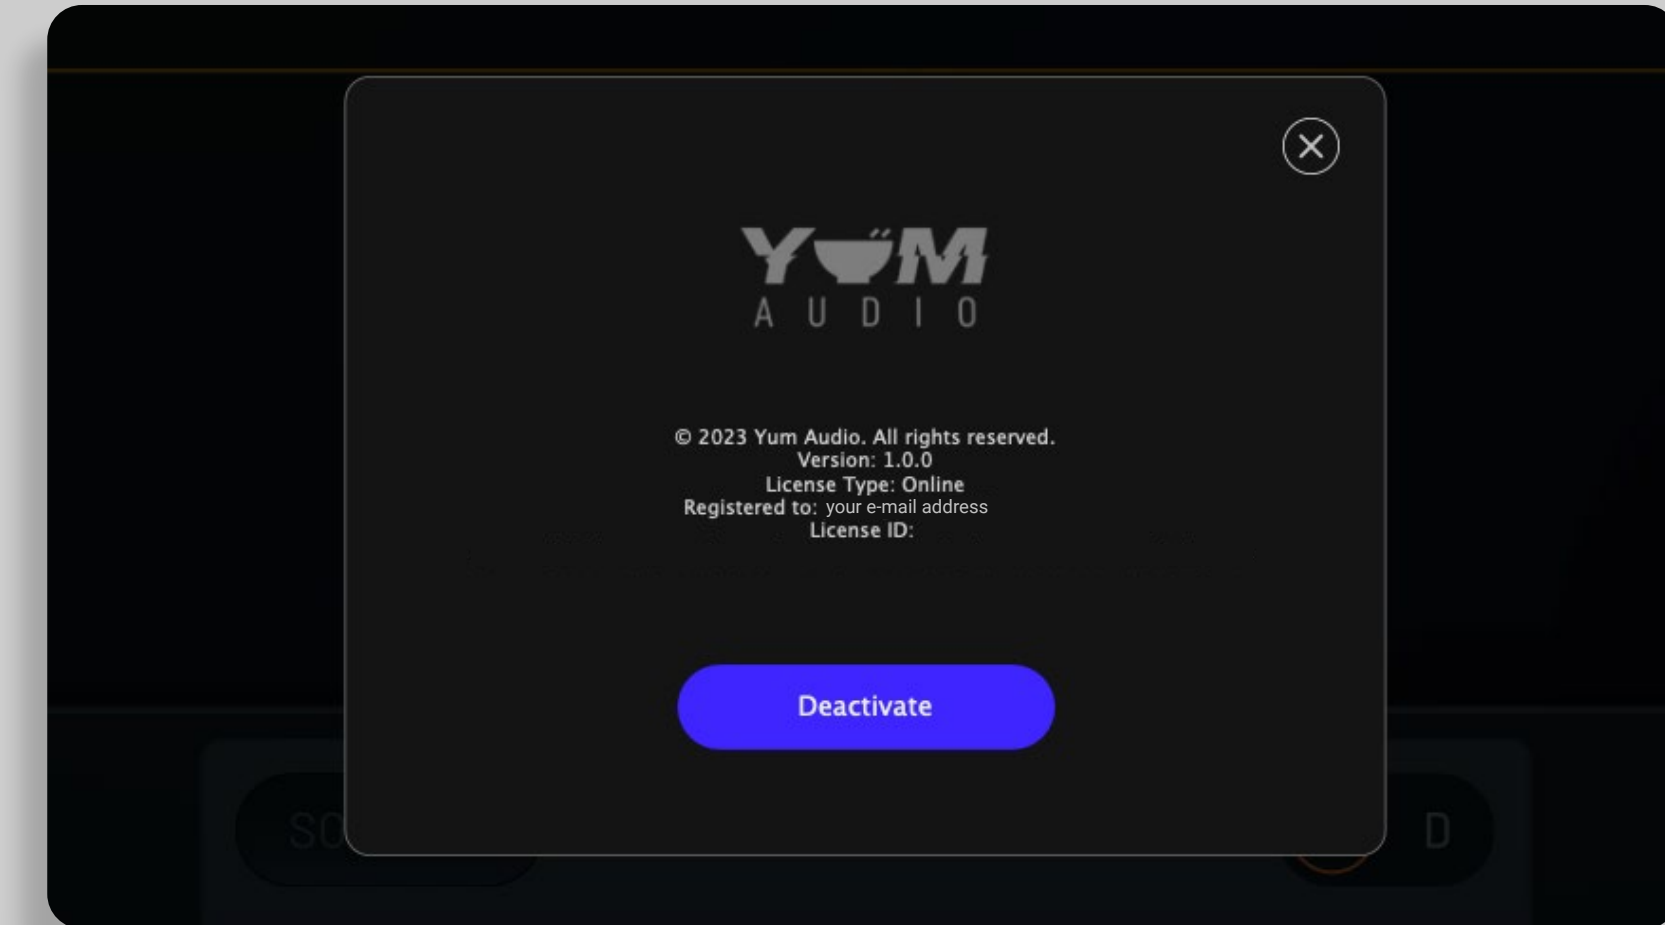 YUM
AUDIO
© 2023 Yum Audio. All rights reserved.
Version: 1.0.0
License Type: Online
Registered to: your e-mail address
License ID:
Deactivate
SO
D